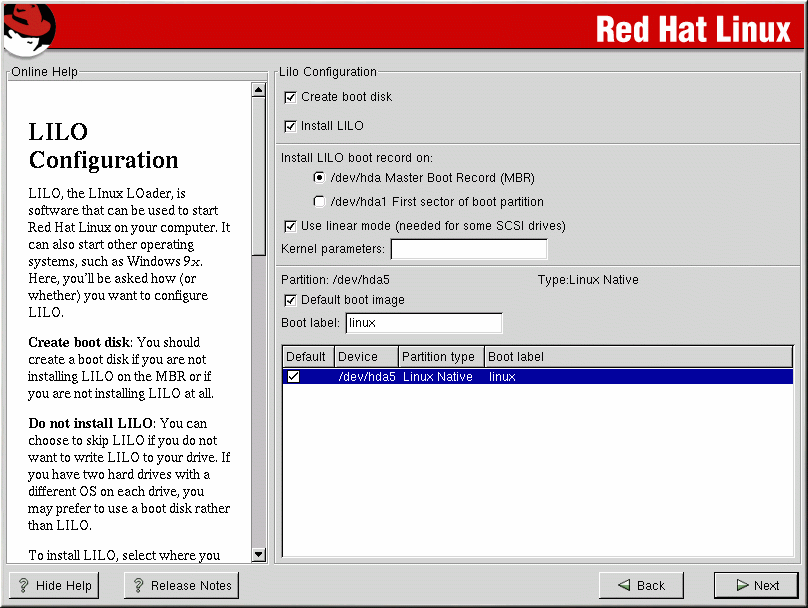 Red Hat Linux
Online Help
LILO
Configuration
LILO, the LInux LOader, is
software that can be used to start
Red Hat Linux on your computer. It
can also start other operating
systems, such as Windows 9x.
Here, you'll be asked how (or
whether) you want to configure
LILO.
Create boot disk: You should
create a boot disk if you are not
installing LILO on the MBR or if
you are not installing LILO at all.
Do not install LILO: You can
choose to skip LILO if you do not
want to write LILO to your drive. If
you have two hard drives with a
different OS on each drive, you
may prefer to use a boot disk rather
than LILO.
To install LILO, select where you
Lilo Configuration
Create boot disk
Install LILO
Install LILO boot record on:
/dev/hda Master Boot Record (MBR)
/dev/hda1 First sector of boot partition
Use linear mode (needed for some SCSI drives)
Kernel parameters:
Partition: /dev/hda5 Type:Linux Native
Default boot image
Boot label: linux
Default Device Partition type Boot label
/dev/hda5 Linux Native linux
? Hide Help ? Release Notes Back Next